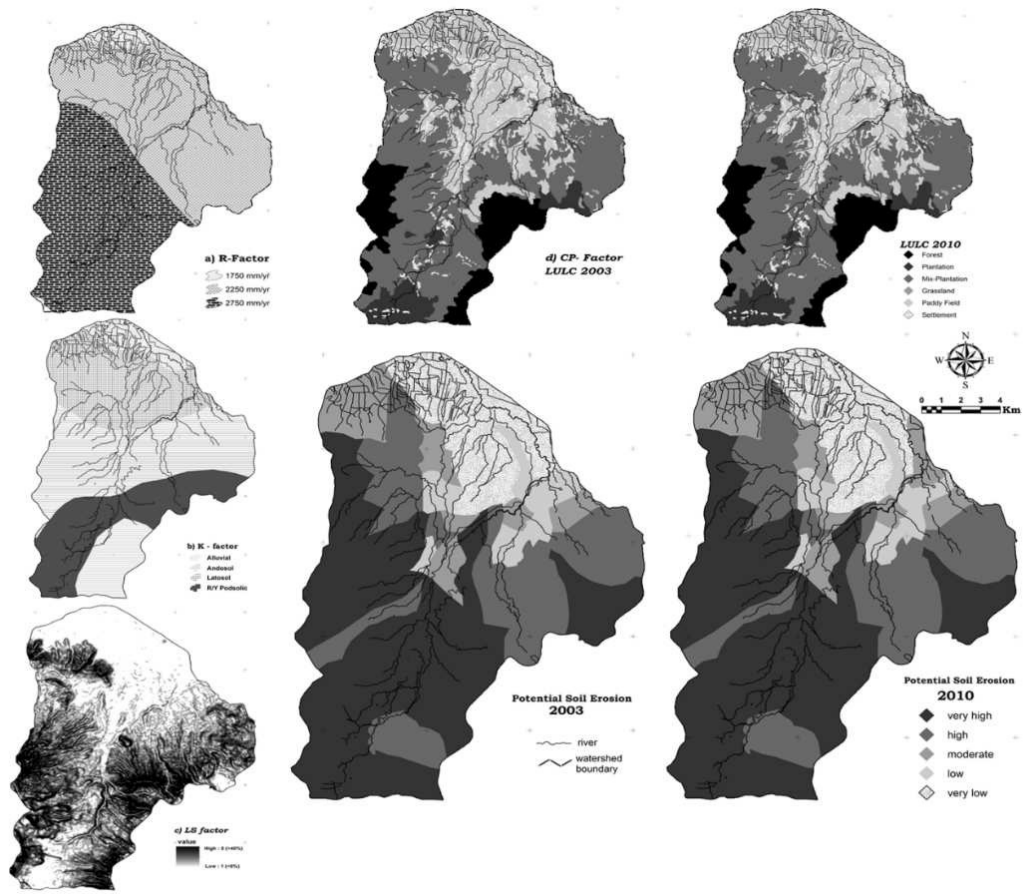 a) R-Factor
1750 mm/yr
2250 mm/yr
2750 mm/yr
d) CP- Factor
LULC 2003
LULC 2010
Forest
Plantation
Mix-Plantation
Grassland
Paddy Field
Settlement
N
W E
S
0 1 2 3 4
Km
b) K - factor
Alluvial
Andosol
Latosol
R/Y Podsolic
Potential Soil Erosion
2003
river
watershed
boundary
Potential Soil Erosion
2010
very high
high
moderate
low
very low
c) LS factor
value